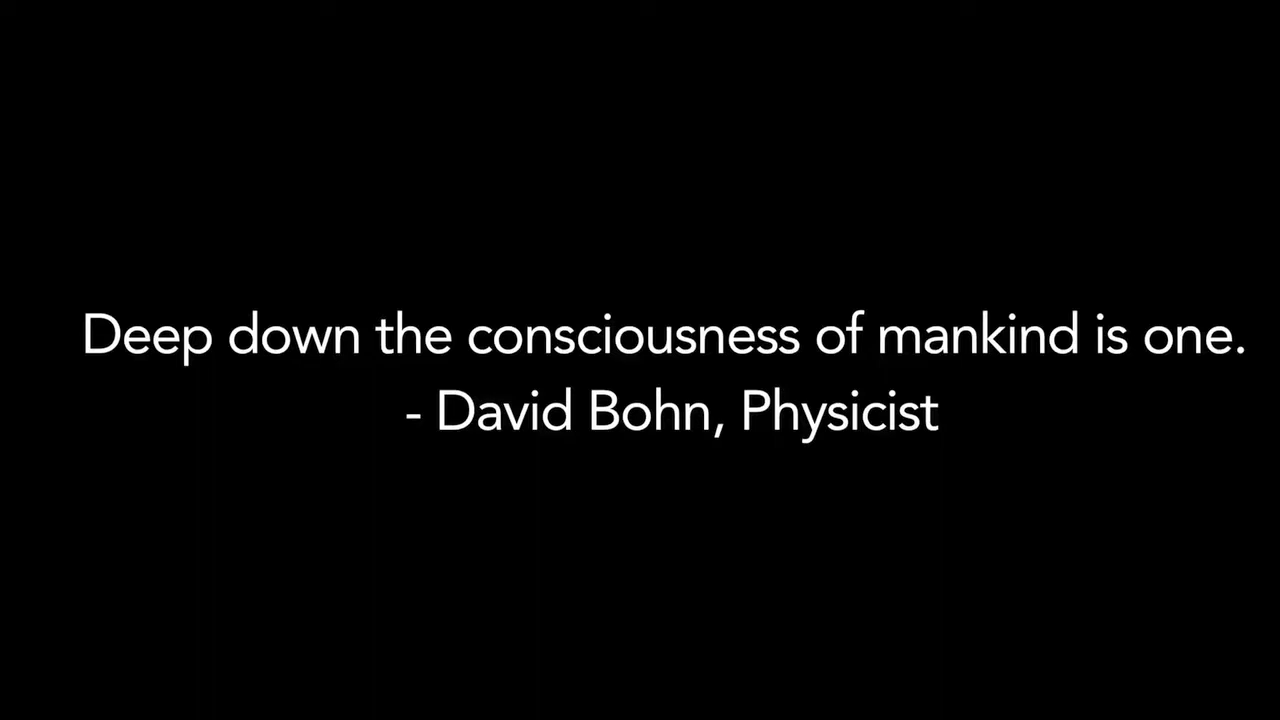 Deep down the consciousness of mankind is one.
- David Bohn, Physicist